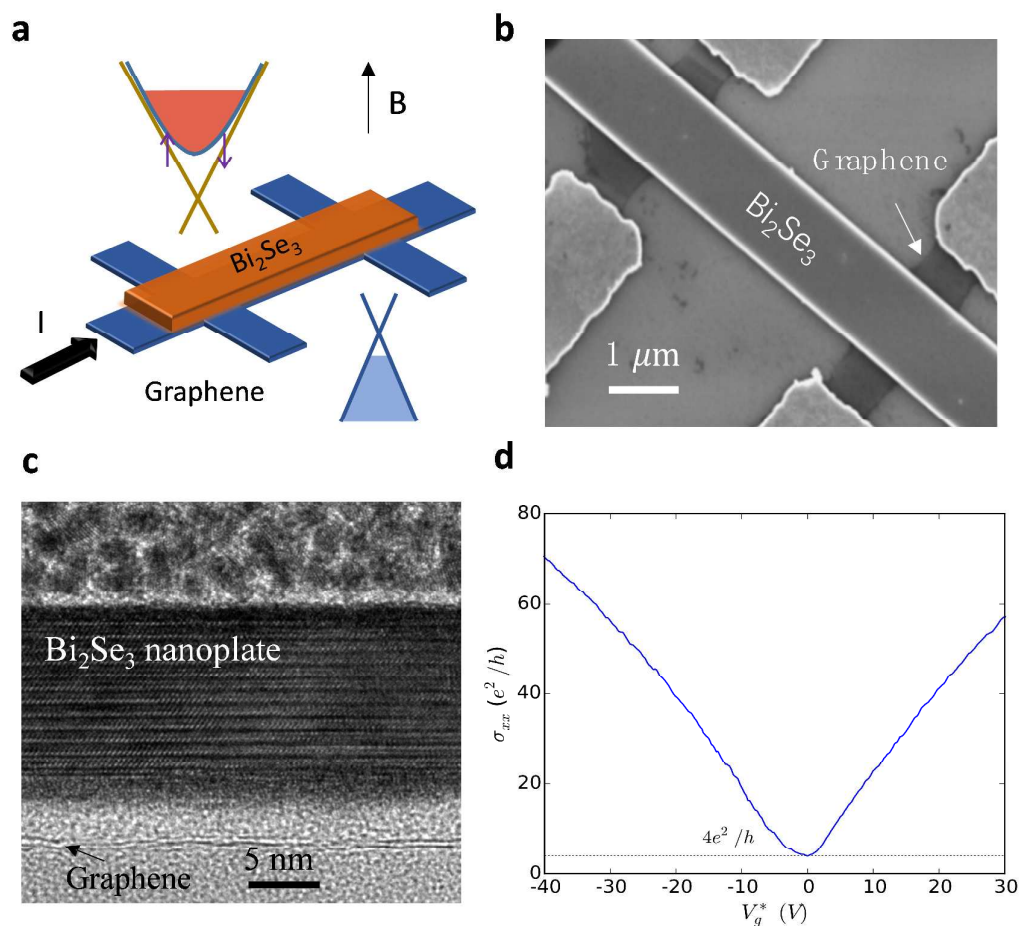 a
B
Bi₂Se₃
I
Graphene
b
Graphene
Bi₂Se₃
1 μm
c
Bi₂Se₃ nanoplate
5 nm
Graphene
d
80
60
40
20
0
σₓₓ (e² /h)
4e² /h
-40 -30 -20 -10 0 10 20 30
V*g (V)